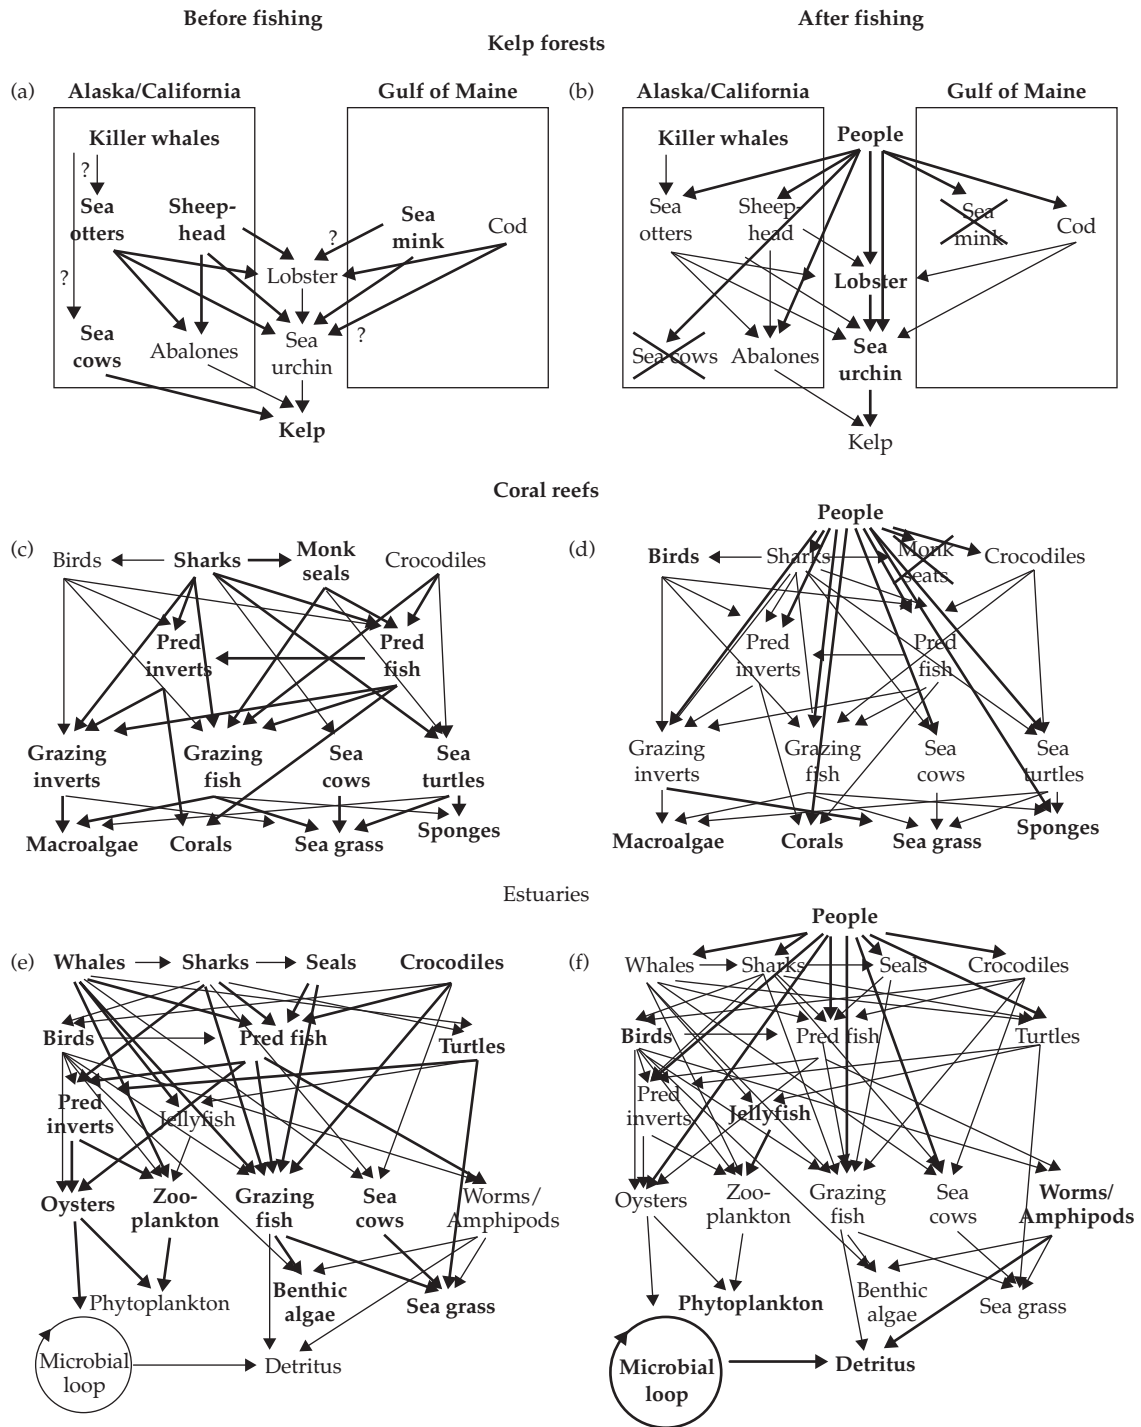 Before fishing
After fishing
Kelp forests
(a)
Alaska/California
Gulf of Maine
Killer whales
?
Sea
otters
Sheep-
head
?
Sea
mink
Cod
?
Lobster
Sea
cows
Abalones
Sea
urchin
?
Kelp
(b)
Alaska/California
Gulf of Maine
Killer whales
People
Sea
otters
Sheep-
head
Sea
mink
Cod
Lobster
Sea cows
Abalones
Sea
urchin
Kelp
Coral reefs
(c)
Birds
Sharks
Monk
seals
Crocodiles
Pred
inverts
Pred
fish
Grazing
inverts
Grazing
fish
Sea
cows
Sea
turtles
Macroalgae
Corals
Sea grass
Sponges
(d)
People
Birds
Sharks
Monk
seats
Crocodiles
Pred
inverts
Pred
fish
Grazing
inverts
Grazing
fish
Sea
cows
Sea
turtles
Macroalgae
Corals
Sea grass
Sponges
Estuaries
(e)
Whales
Sharks
Seals
Crocodiles
Birds
Pred fish
Turtles
Pred
inverts
Jellyfish
Oysters
Zoo-
plankton
Grazing
fish
Sea
cows
Worms/
Amphipods
Phytoplankton
Benthic
algae
Sea grass
Microbial
loop
Detritus
(f)
People
Whales
Sharks
Seals
Crocodiles
Birds
Pred fish
Turtles
Pred
inverts
Jellyfish
Oysters
Zoo-
plankton
Grazing
fish
Sea
cows
Worms/
Amphipods
Phytoplankton
Benthic
algae
Sea grass
Microbial
loop
Detritus